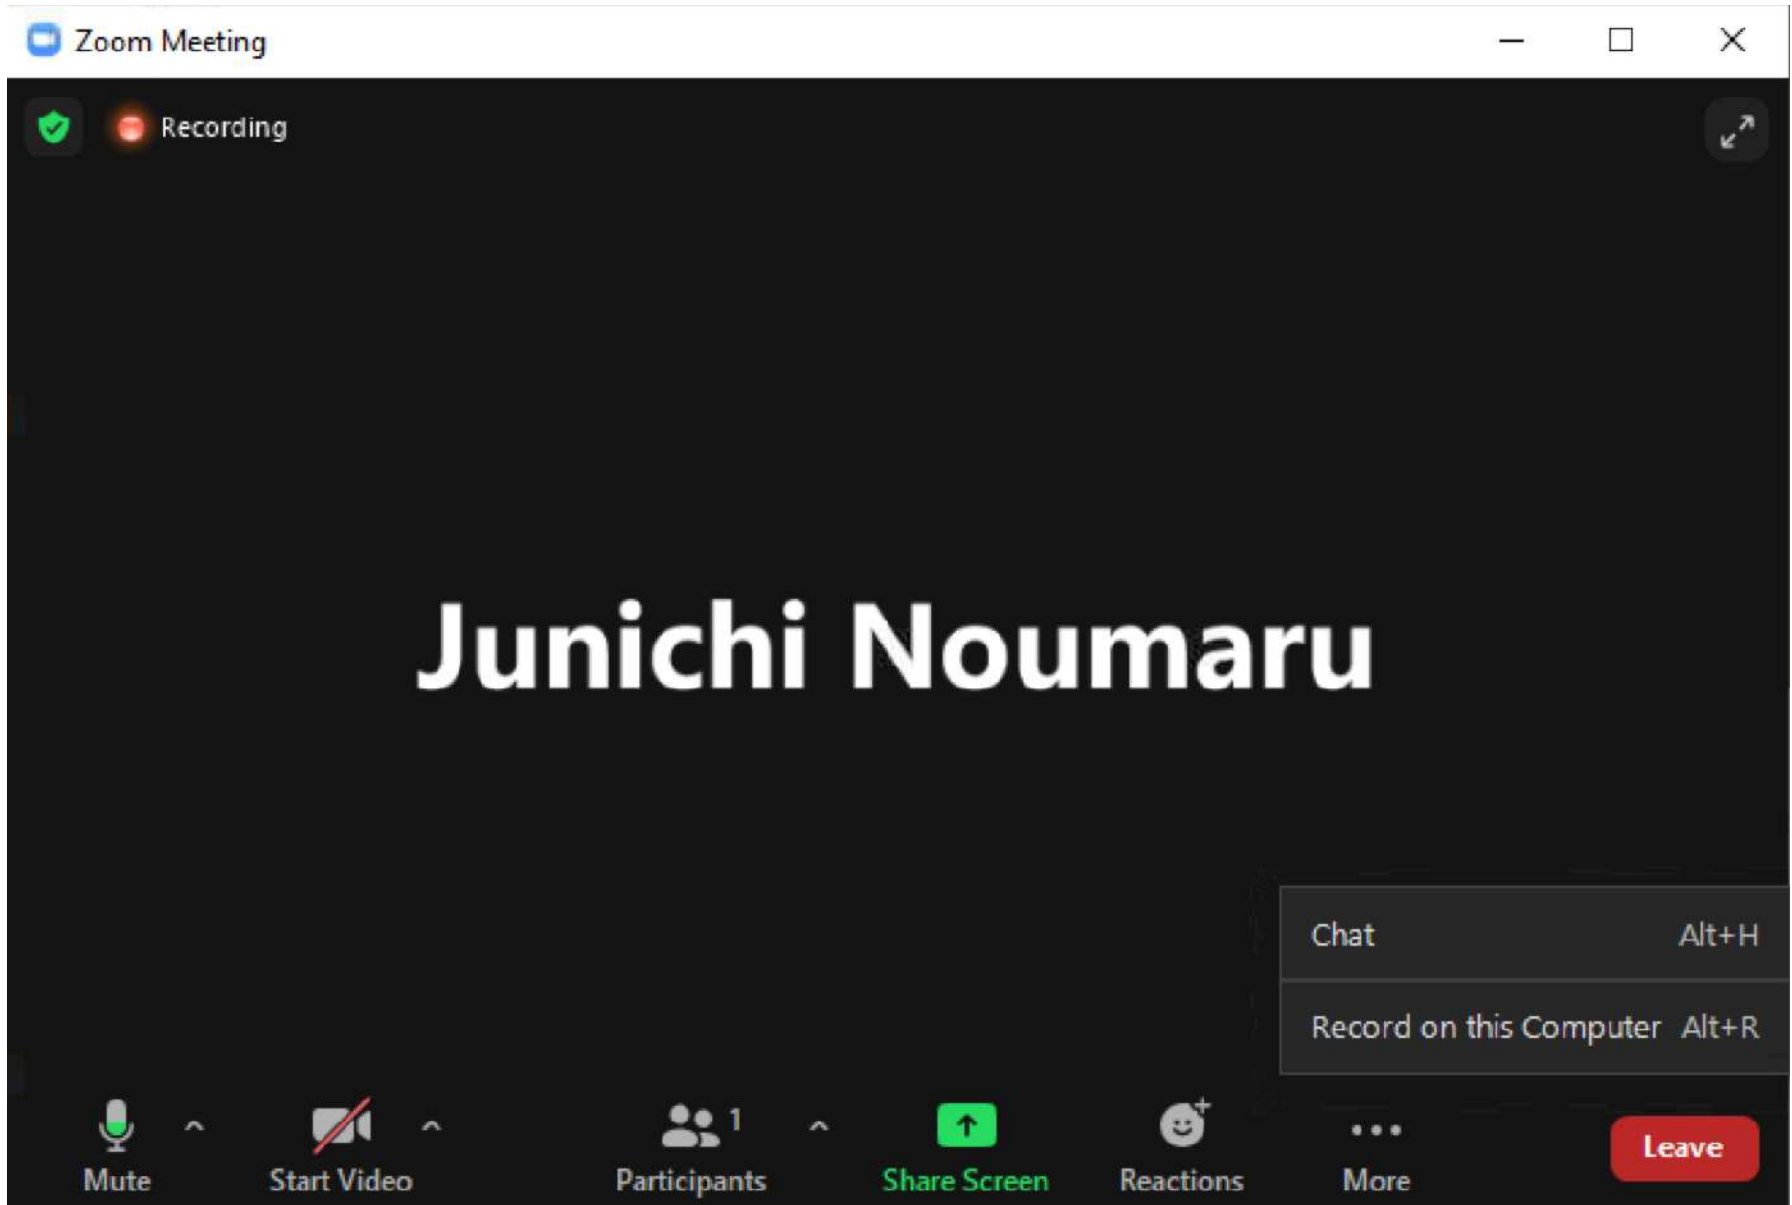 Zoom Meeting
Recording
Junichi Noumaru
Chat Alt+H
Record on this Computer Alt+R
1
Mute Start Video Participants Share Screen Reactions More Leave